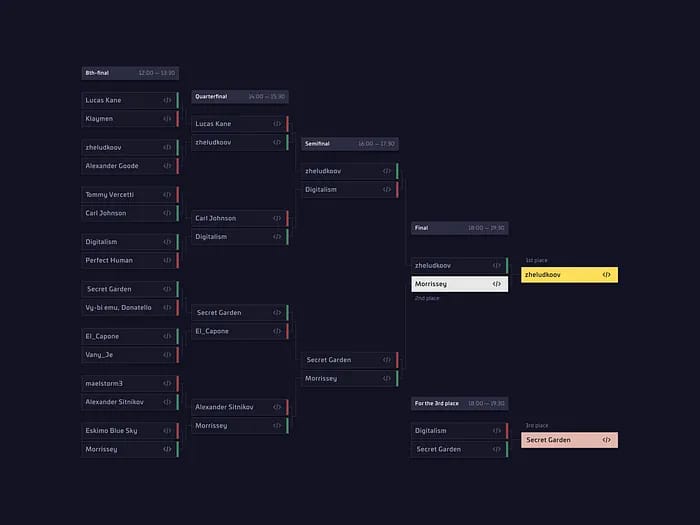 8th-final 12:00 — 13:30
Lucas Kane </>
Klaymen </>
zheludkoov </>
Alexander Goode </>
Tommy Vercetti </>
Carl Johnson </>
Digitalism </>
Perfect Human </>
Secret Garden </>
Vy-bi emu, Donatello </>
El_Capone </>
Vany_Je </>
maelstorm3 </>
Alexander Sitnikov </>
Eskimo Blue Sky </>
Morrissey </>
Quarterfinal 14:00 — 15:30
Lucas Kane </>
zheludkoov </>
Carl Johnson </>
Digitalism </>
Secret Garden </>
El_Capone </>
Alexander Sitnikov </>
Morrissey </>
Semifinal 16:00 — 17:30
zheludkoov </>
Digitalism </>
Secret Garden </>
Morrissey </>
Final 18:00 — 19:30
zheludkoov </>
Morrissey </>
2nd place
1st place
zheludkoov </>
For the 3rd place 18:00 — 19:30
Digitalism </>
Secret Garden </>
3rd place
Secret Garden </>